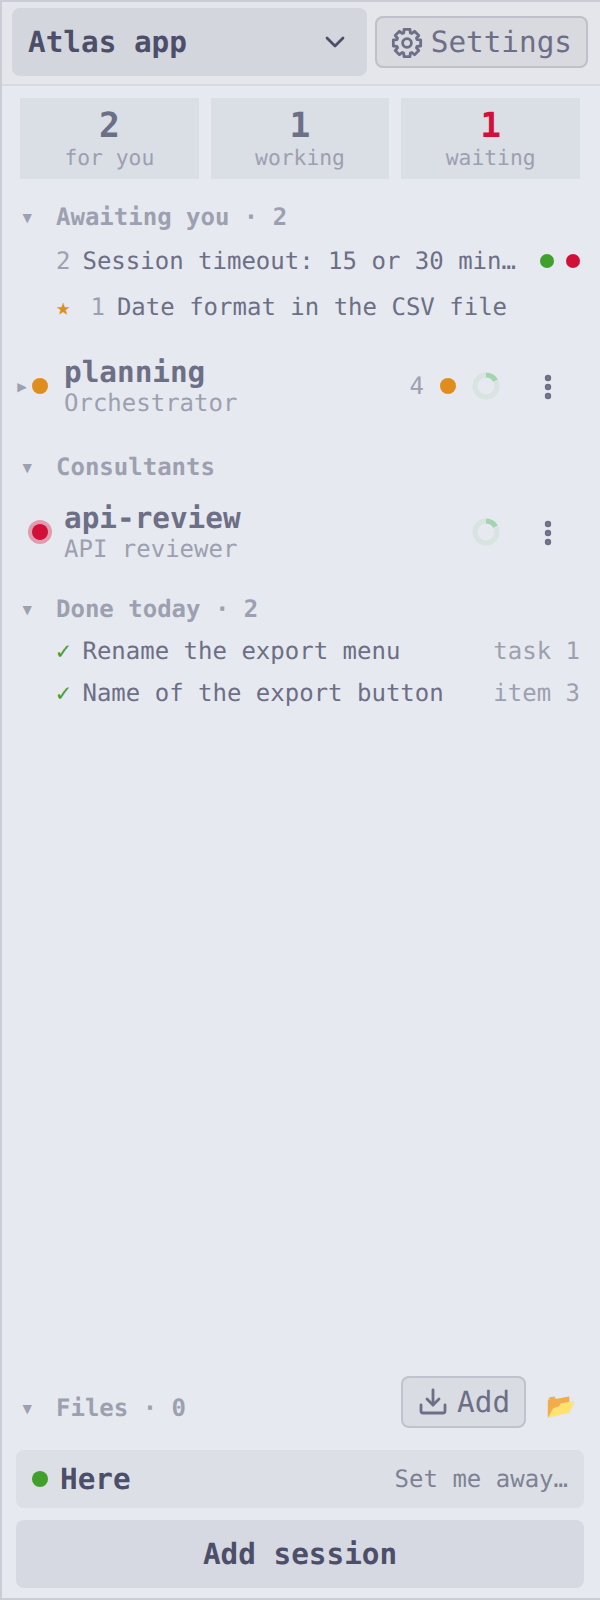 Atlas app
Settings
2
for you
1
working
1
waiting
Awaiting you · 2
2 Session timeout: 15 or 30 min…
★ 1 Date format in the CSV file
planning
4
Orchestrator
Consultants
api-review
API reviewer
Done today · 2
✓ Rename the export menu task 1
✓ Name of the export button item 3
Files · 0
Add
Here
Set me away…
Add session